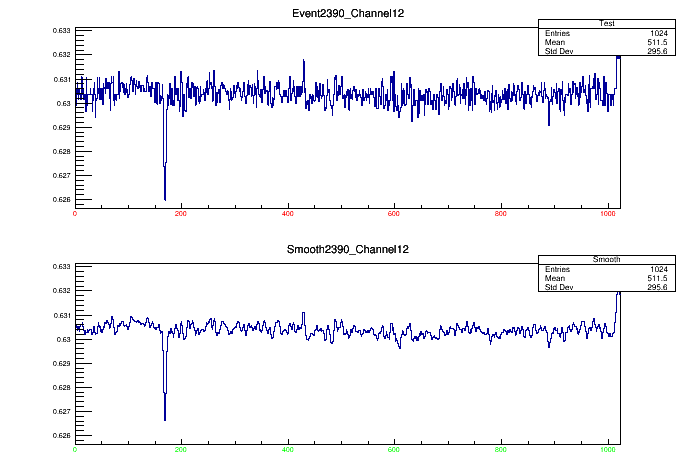 Event2390_Channel12
Test
Entries 1024
Mean 511.5
Std Dev 295.6
0.633
0.632
0.631
0.63
0.629
0.628
0.627
0.626
0 200 400 600 800 1000
Smooth2390_Channel12
Smooth
Entries 1024
Mean 511.5
Std Dev 295.6
0.633
0.632
0.631
0.63
0.629
0.628
0.627
0.626
0 200 400 600 800 1000